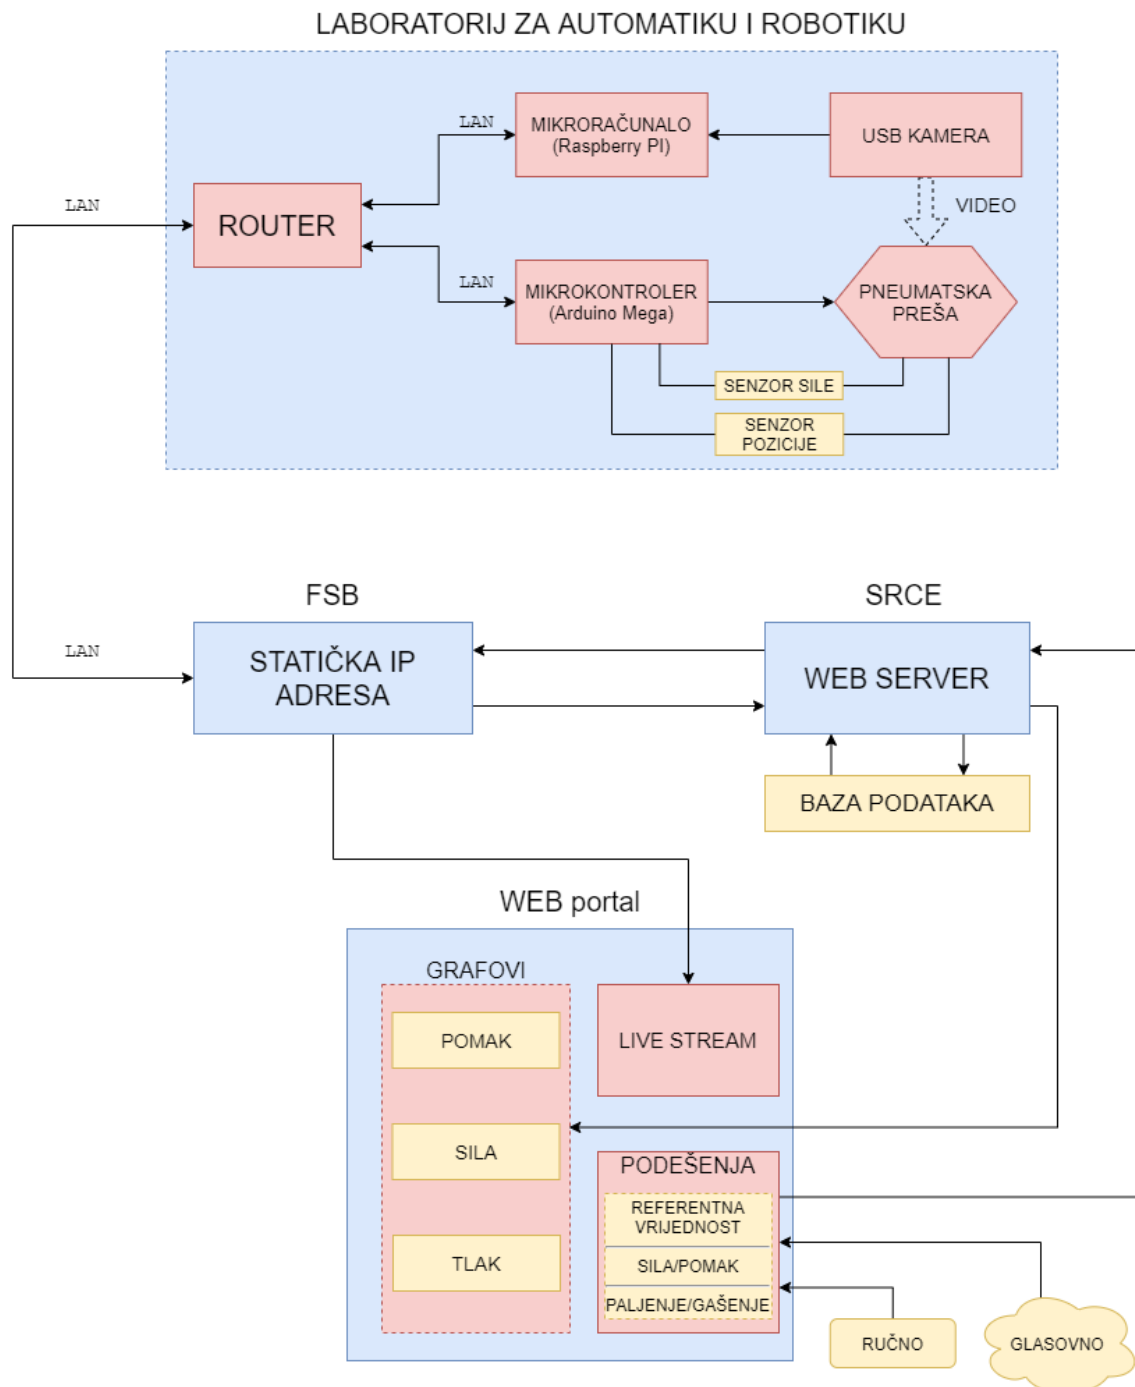 LABORATORIJ ZA AUTOMATIKU I ROBOTIKU
LAN
MIKRORAČUNALO
(Raspberry PI)
USB KAMERA
LAN
ROUTER
VIDEO
LAN
MIKROKONTROLER
(Arduino Mega)
PNEUMATSKA
PREŠA
SENZOR SILE
SENZOR
POZICIJE
FSB
SRCE
LAN
STATIČKA IP
ADRESA
WEB SERVER
BAZA PODATAKA
WEB portal
GRAFOVI
POMAK
LIVE STREAM
SILA
PODEŠENJA
REFERENTNA
VRIJEDNOST
TLAK
SILA/POMAK
PALJENJE/GAŠENJE
RUČNO
GLASOVNO